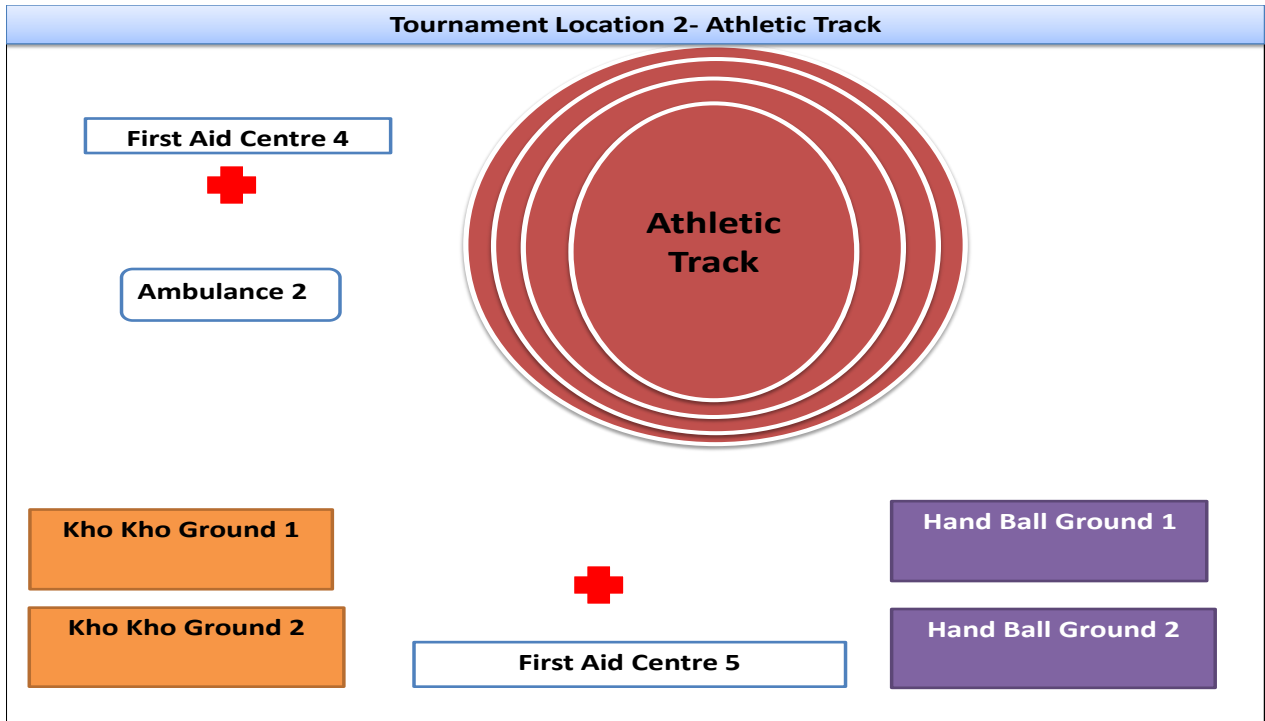 Tournament Location 2- Athletic Track
First Aid Centre 4
Athletic
Track
Ambulance 2
Kho Kho Ground 1
Hand Ball Ground 1
Kho Kho Ground 2
Hand Ball Ground 2
First Aid Centre 5